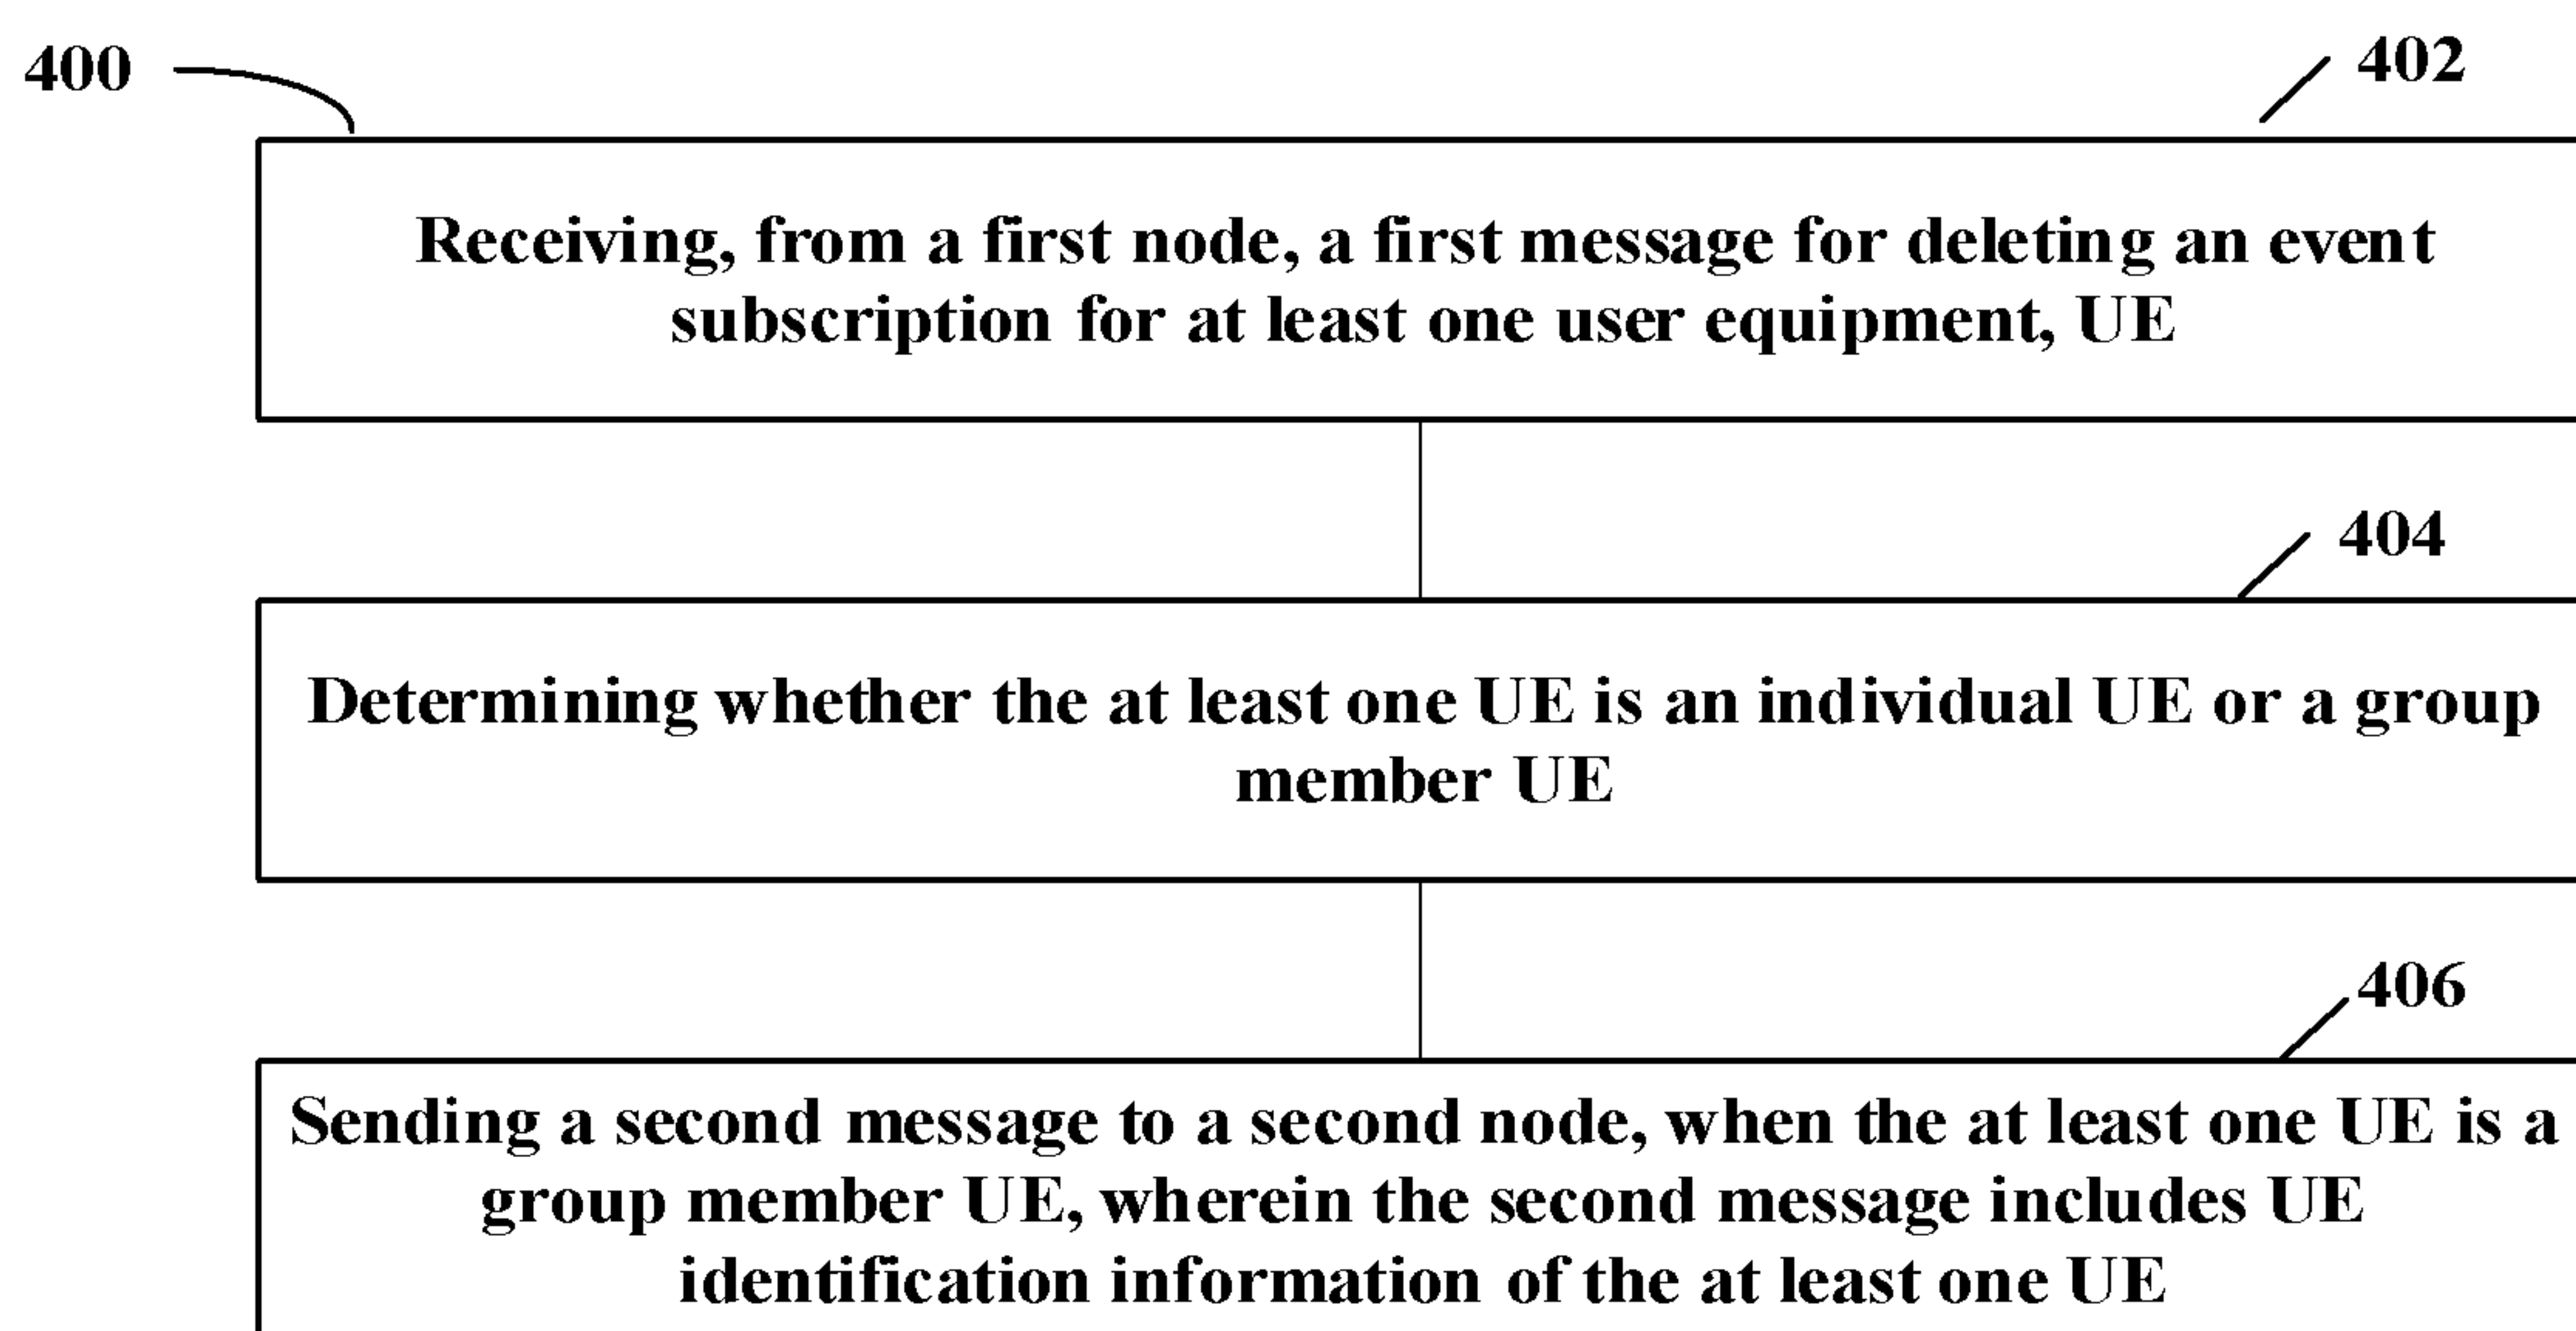 400
402
Receiving, from a first node, a first message for deleting an event
subscription for at least one user equipment, UE
404
Determining whether the at least one UE is an individual UE or a group
member UE
406
Sending a second message to a second node, when the at least one UE is a
group member UE, wherein the second message includes UE
identification information of the at least one UE